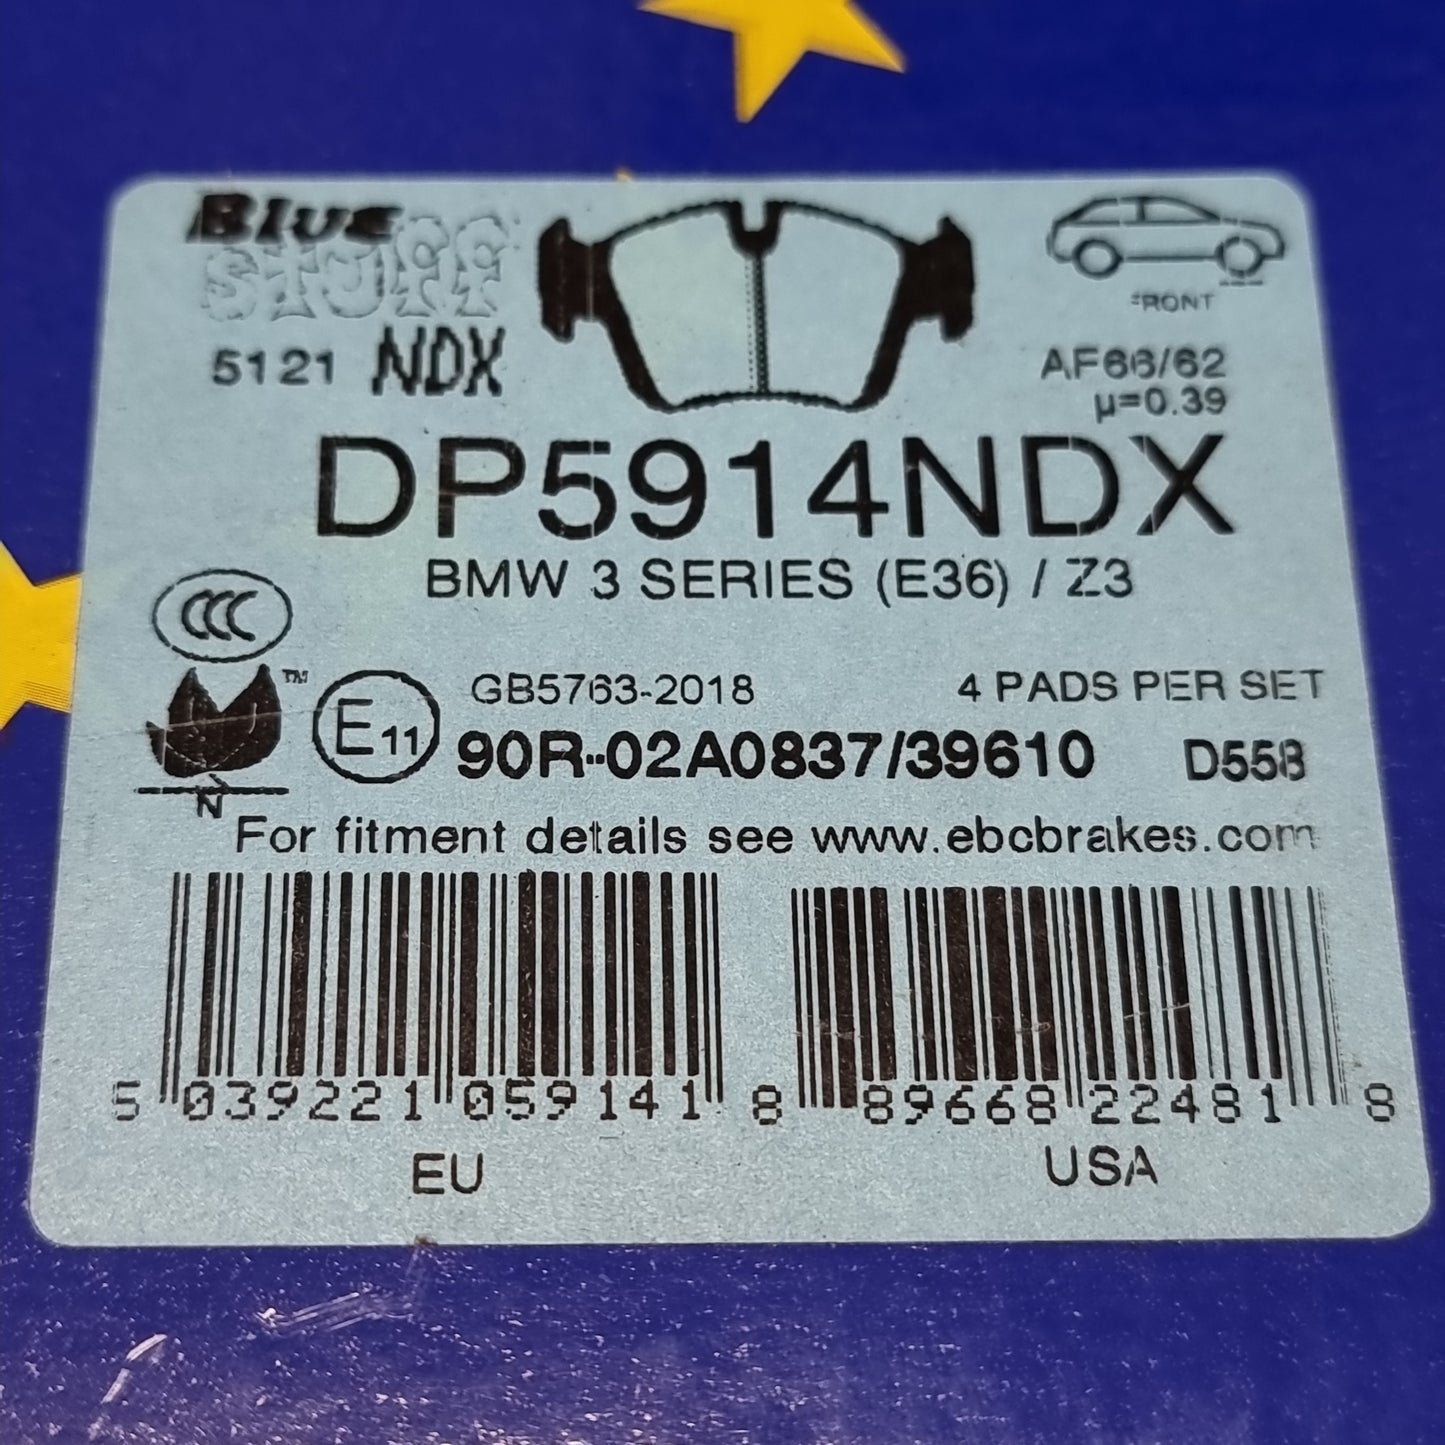 Blue
STUFF
5121 NDX
FRONT
AF66/62
µ=0.39
DP5914NDX
BMW 3 SERIES (E36) / Z3
CCC
GB5763-2018
4 PADS PER SET
TM
E11
90R-02A0837/39610
D558
N
For fitment details see www.ebcbrakes.com
5 039221 059141
8 89668 22481 8
EU
USA